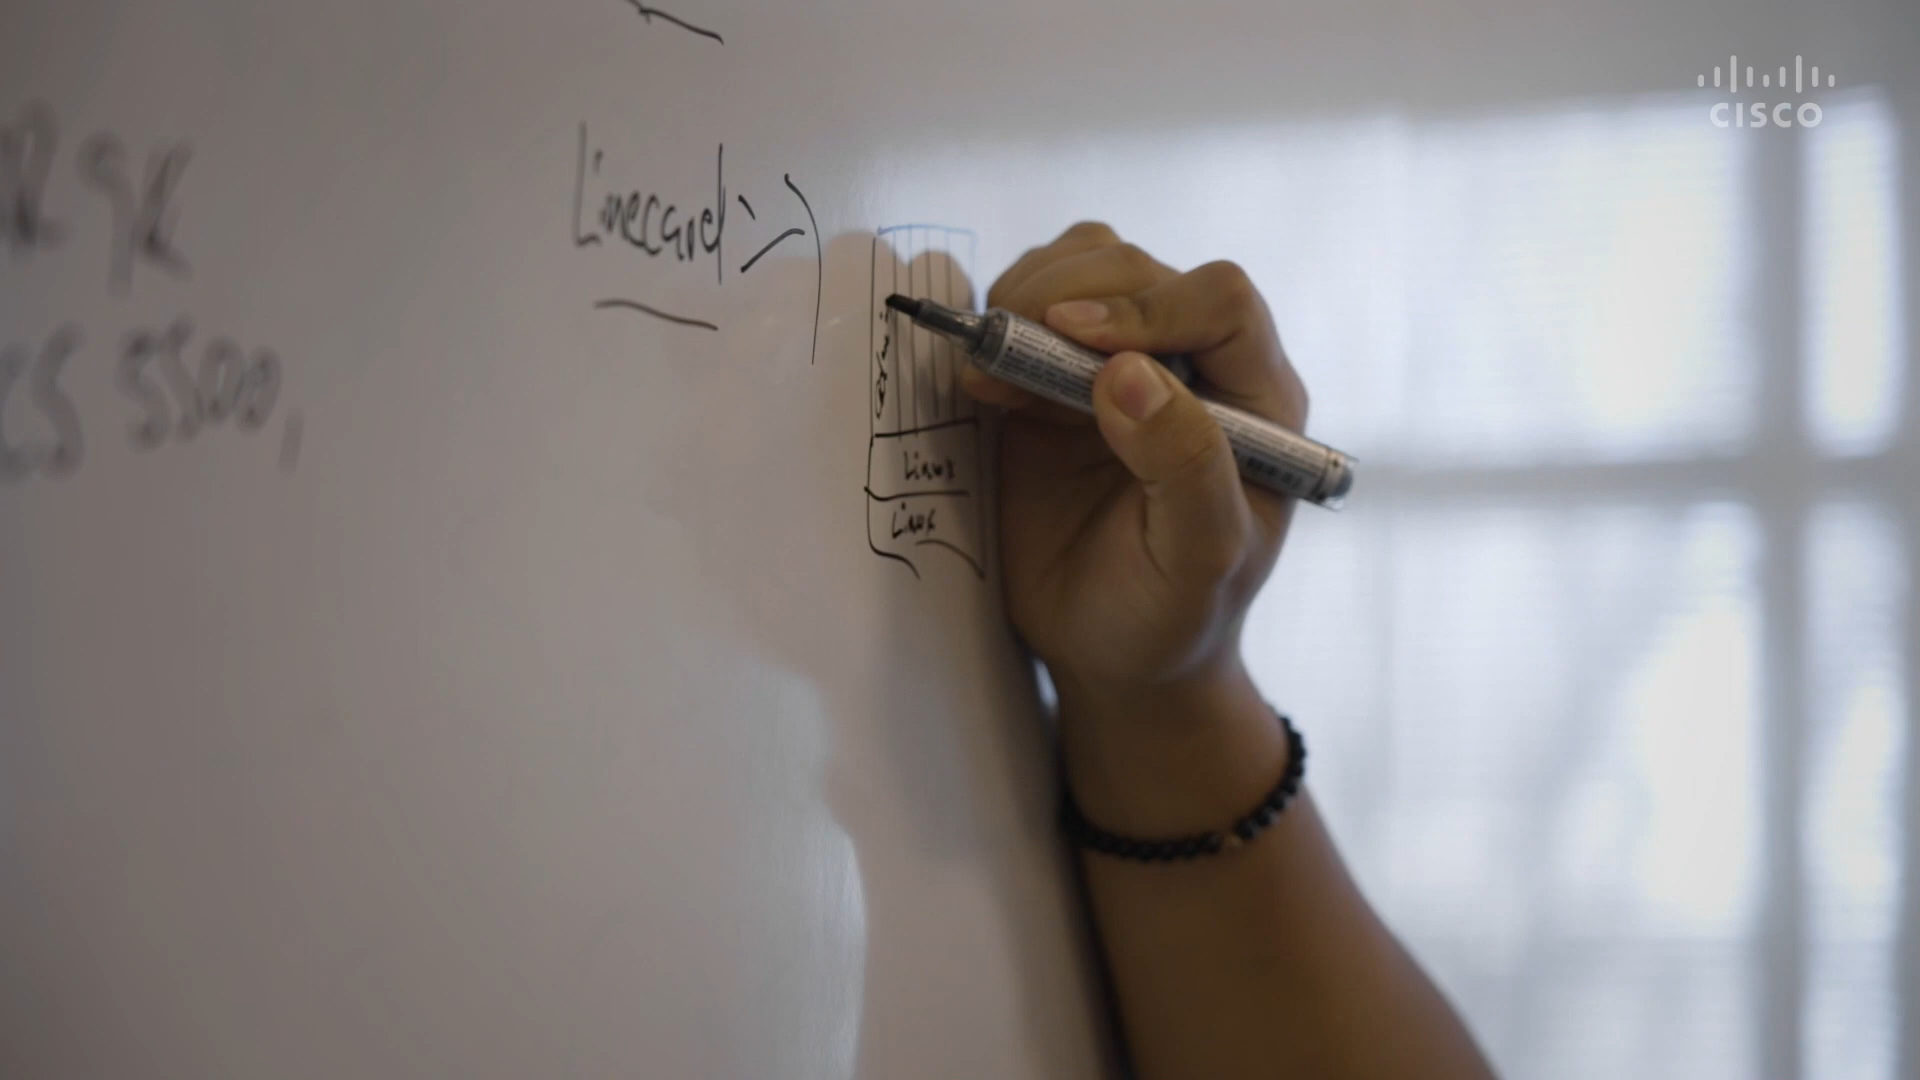 CISCO
R 9K
CS 5500,
Linecard
Linux
Linux